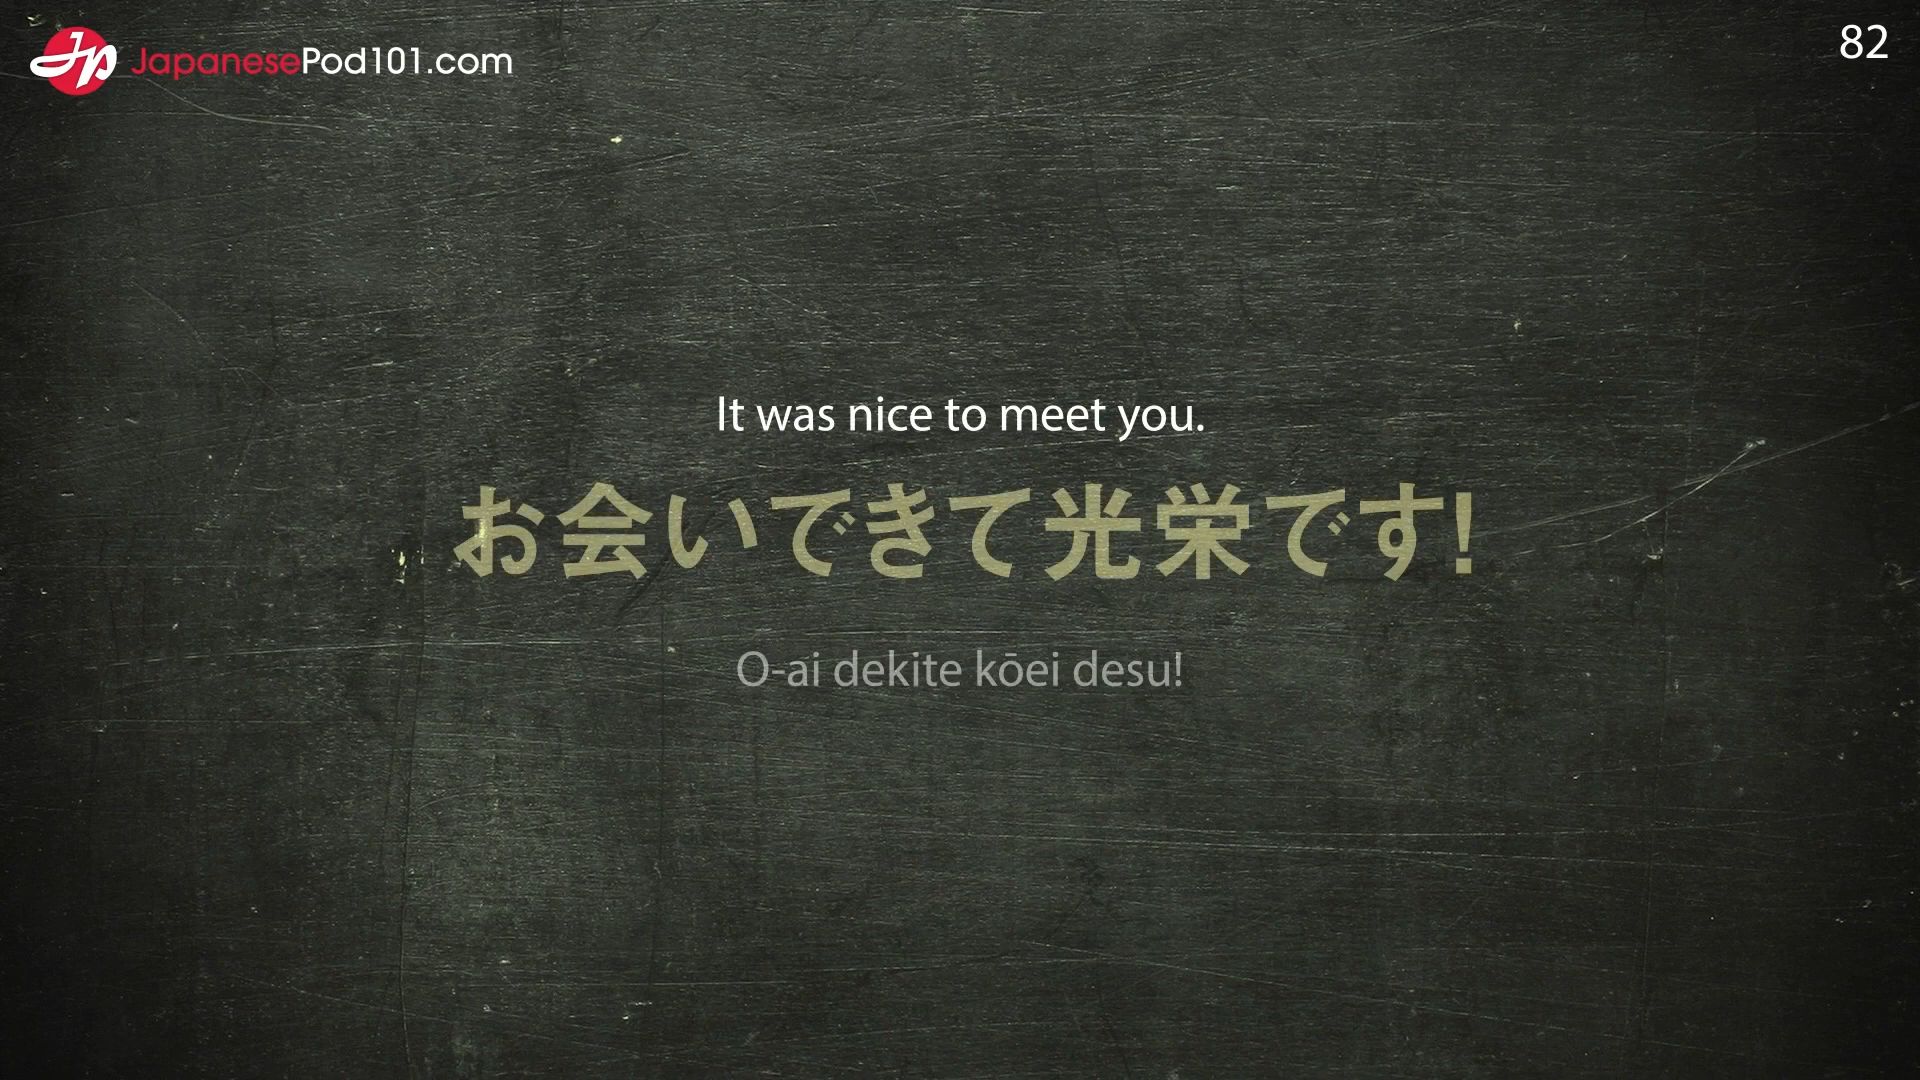 JapanesePod101.com
82
It was nice to meet you.
お会いできて光栄です!
O-ai dekite kōei desu!